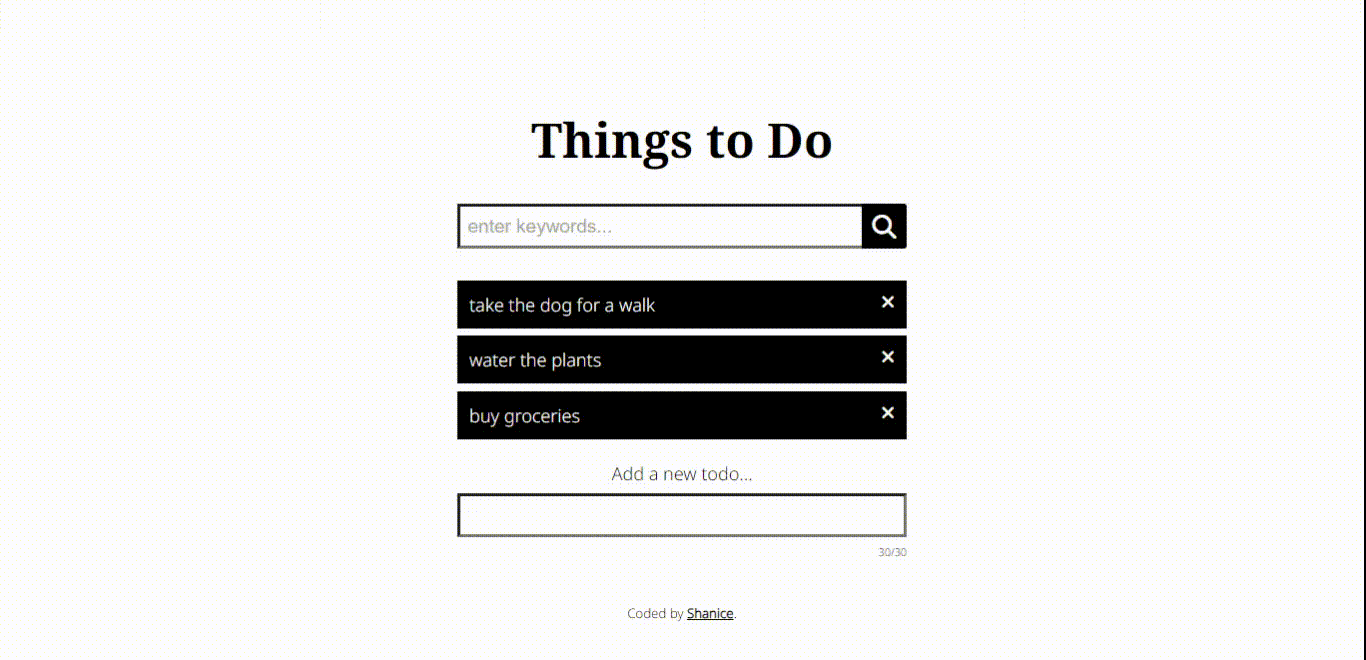 Things to Do
enter keywords...
take the dog for a walk
water the plants
buy groceries
Add a new todo...
30/30
Coded by Shanice.